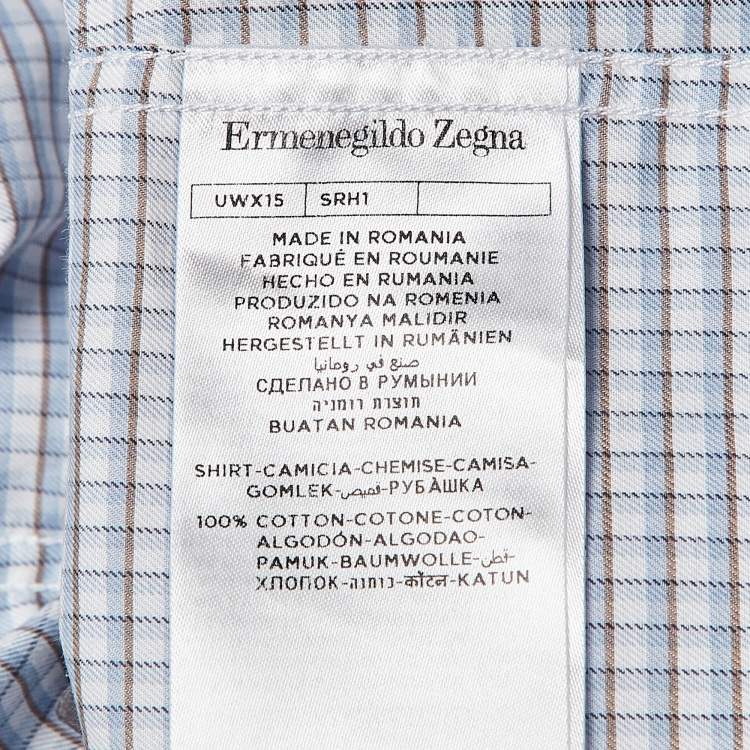 Ermenegildo Zegna
UWX15 SRH1
MADE IN ROMANIA
FABRIQUÉ EN ROUMANIE
HECHO EN RUMANIA
PRODUZIDO NA ROMENIA
ROMANYA MALIDIR
HERGESTELLT IN RUMÄNIEN
صنع في رومانيا
СДЕЛАНО В РУМЫНИИ
תוצרת רומניה
BUATAN ROMANIA
SHIRT-CAMICIA-CHEMISE-CAMISA-
GOMLEK-قميص-РУБÀШКА
100% COTTON-COTONE-COTON-
ALGODÓN-ALGODAO-
PAMUK-BAUMWOLLE-قطن-
ХЛОПОК-כותנה-कॉटन-KATUN